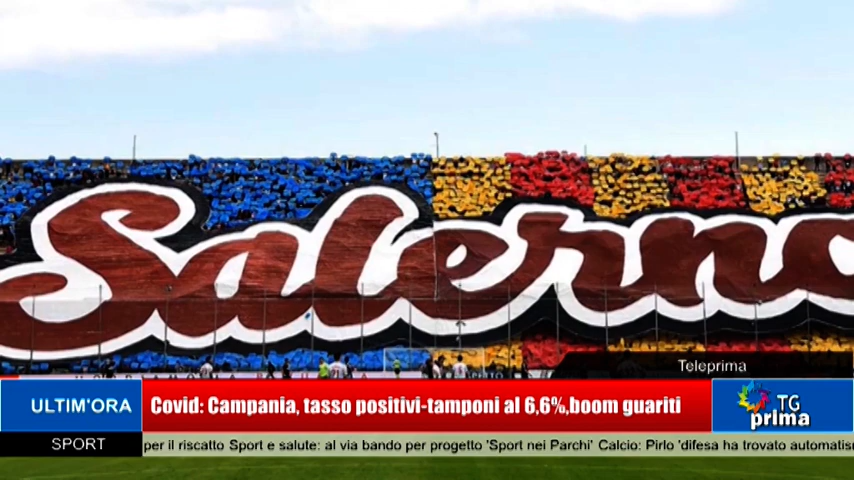 Salerno
Teleprima
ULTIM'ORA
Covid: Campania, tasso positivi-tamponi al 6,6%,boom guariti
TG
prima
SPORT
per il riscatto Sport e salute: al via bando per progetto 'Sport nei Parchi' Calcio: Pirlo 'difesa ha trovato automatis